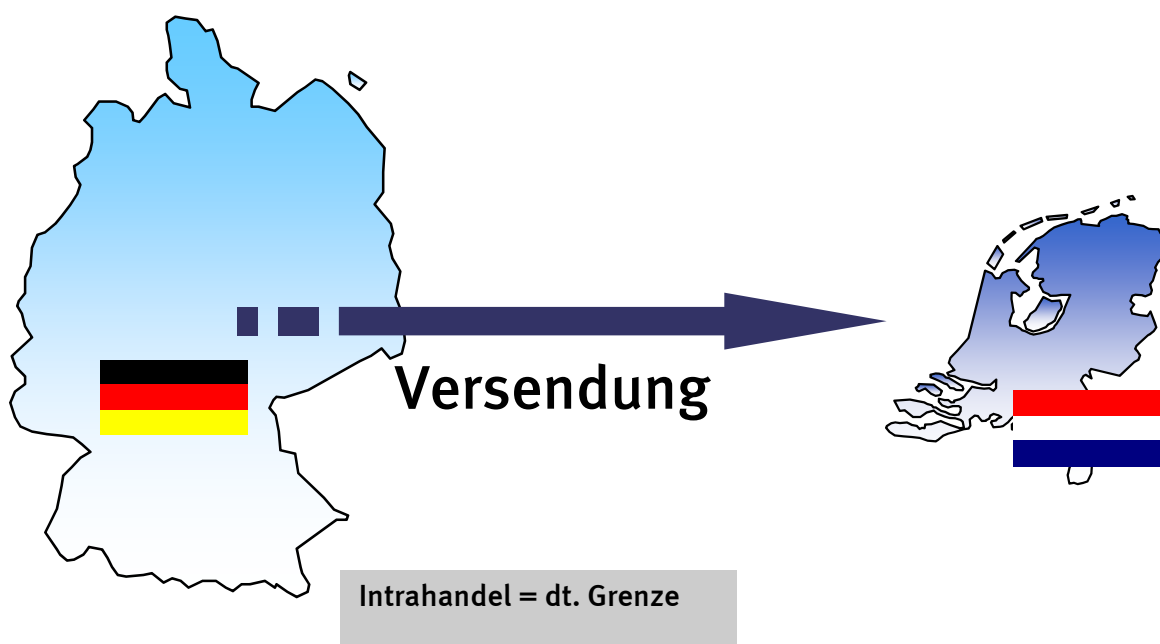 Versendung
Intrahandel = dt. Grenze